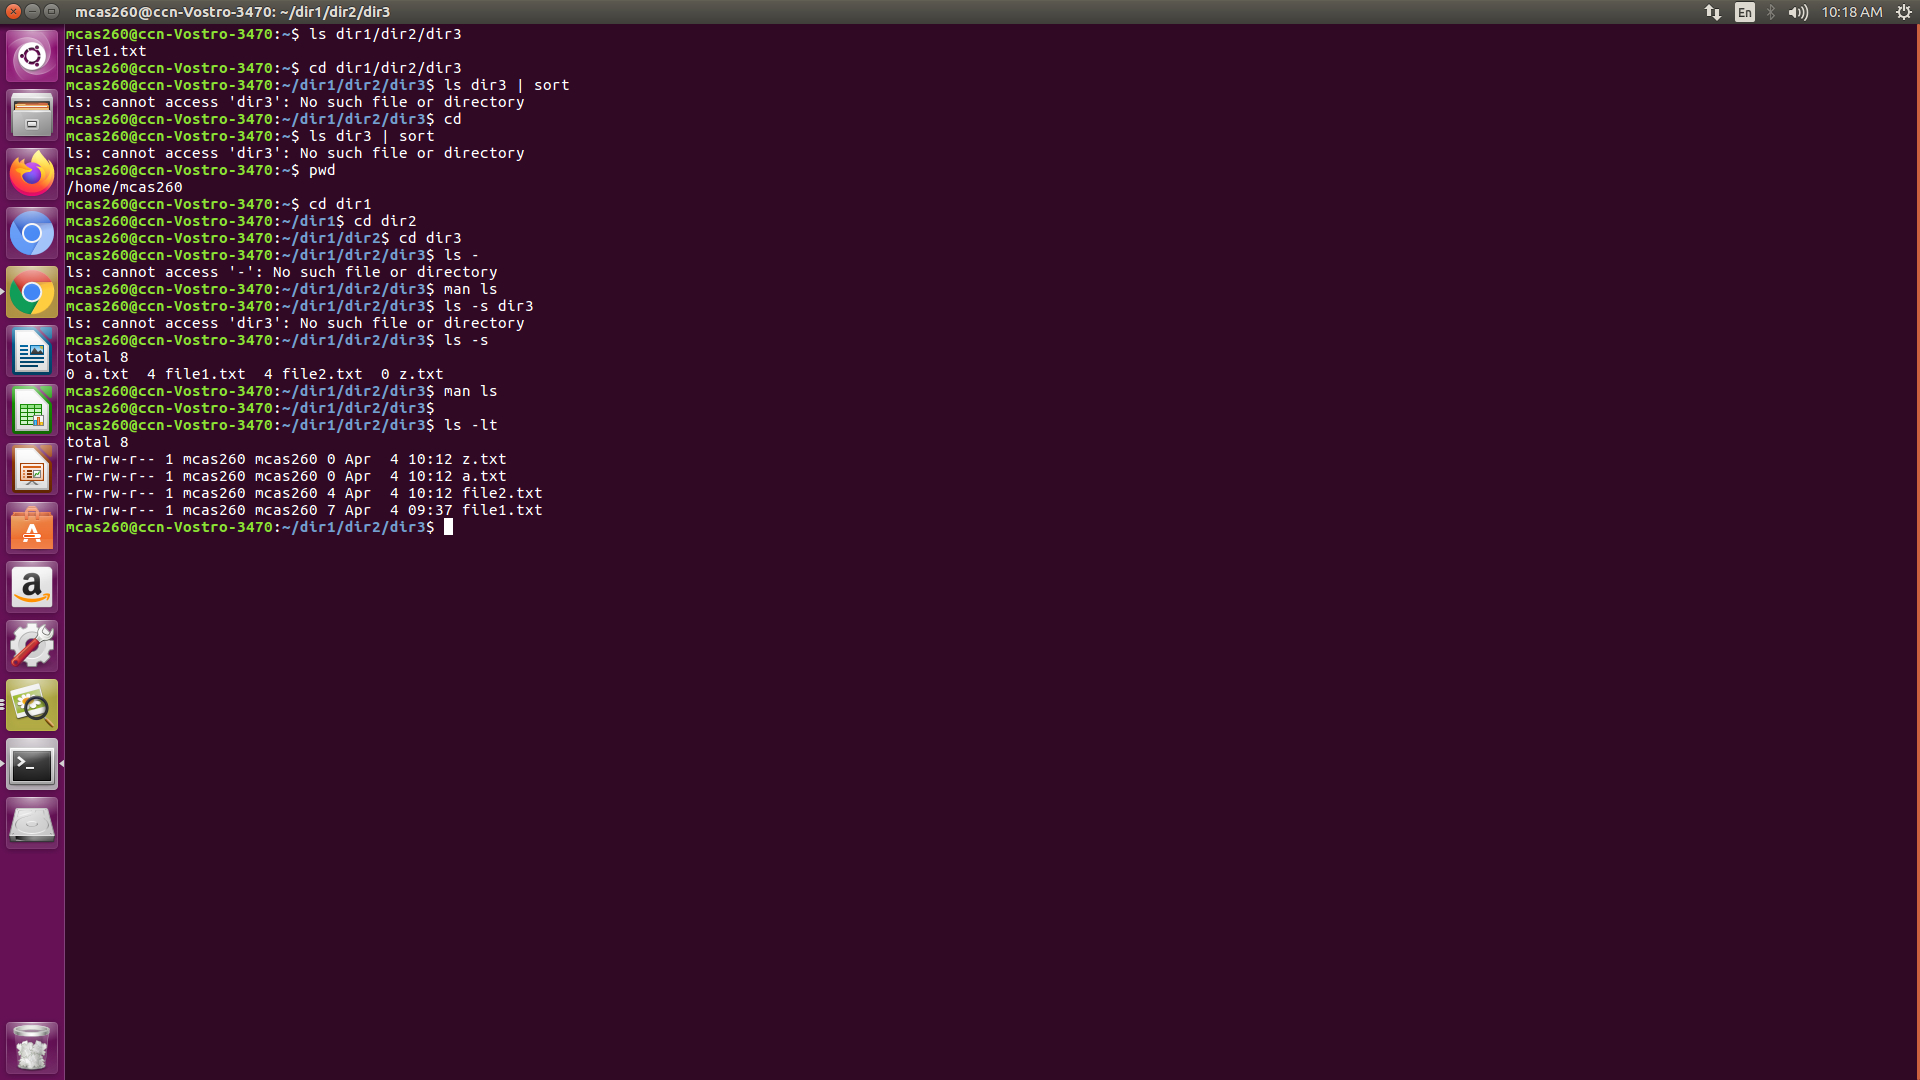 mcas260@ccn-Vostro-3470: ~/dir1/dir2/dir3
En
10:18 AM
mcas260@ccn-Vostro-3470:~$ ls dir1/dir2/dir3
file1.txt
mcas260@ccn-Vostro-3470:~$ cd dir1/dir2/dir3
mcas260@ccn-Vostro-3470:~/dir1/dir2/dir3$ ls dir3 | sort
ls: cannot access 'dir3': No such file or directory
mcas260@ccn-Vostro-3470:~/dir1/dir2/dir3$ cd
mcas260@ccn-Vostro-3470:~$ ls dir3 | sort
ls: cannot access 'dir3': No such file or directory
mcas260@ccn-Vostro-3470:~$ pwd
/home/mcas260
mcas260@ccn-Vostro-3470:~$ cd dir1
mcas260@ccn-Vostro-3470:~/dir1$ cd dir2
mcas260@ccn-Vostro-3470:~/dir1/dir2$ cd dir3
mcas260@ccn-Vostro-3470:~/dir1/dir2/dir3$ ls -
ls: cannot access '-': No such file or directory
mcas260@ccn-Vostro-3470:~/dir1/dir2/dir3$ man ls
mcas260@ccn-Vostro-3470:~/dir1/dir2/dir3$ ls -s dir3
ls: cannot access 'dir3': No such file or directory
mcas260@ccn-Vostro-3470:~/dir1/dir2/dir3$ ls -s
total 8
0 a.txt  4 file1.txt  4 file2.txt  0 z.txt
mcas260@ccn-Vostro-3470:~/dir1/dir2/dir3$ man ls
mcas260@ccn-Vostro-3470:~/dir1/dir2/dir3$
mcas260@ccn-Vostro-3470:~/dir1/dir2/dir3$ ls -lt
total 8
-rw-rw-r-- 1 mcas260 mcas260 0 Apr  4 10:12 z.txt
-rw-rw-r-- 1 mcas260 mcas260 0 Apr  4 10:12 a.txt
-rw-rw-r-- 1 mcas260 mcas260 4 Apr  4 10:12 file2.txt
-rw-rw-r-- 1 mcas260 mcas260 7 Apr  4 09:37 file1.txt
mcas260@ccn-Vostro-3470:~/dir1/dir2/dir3$